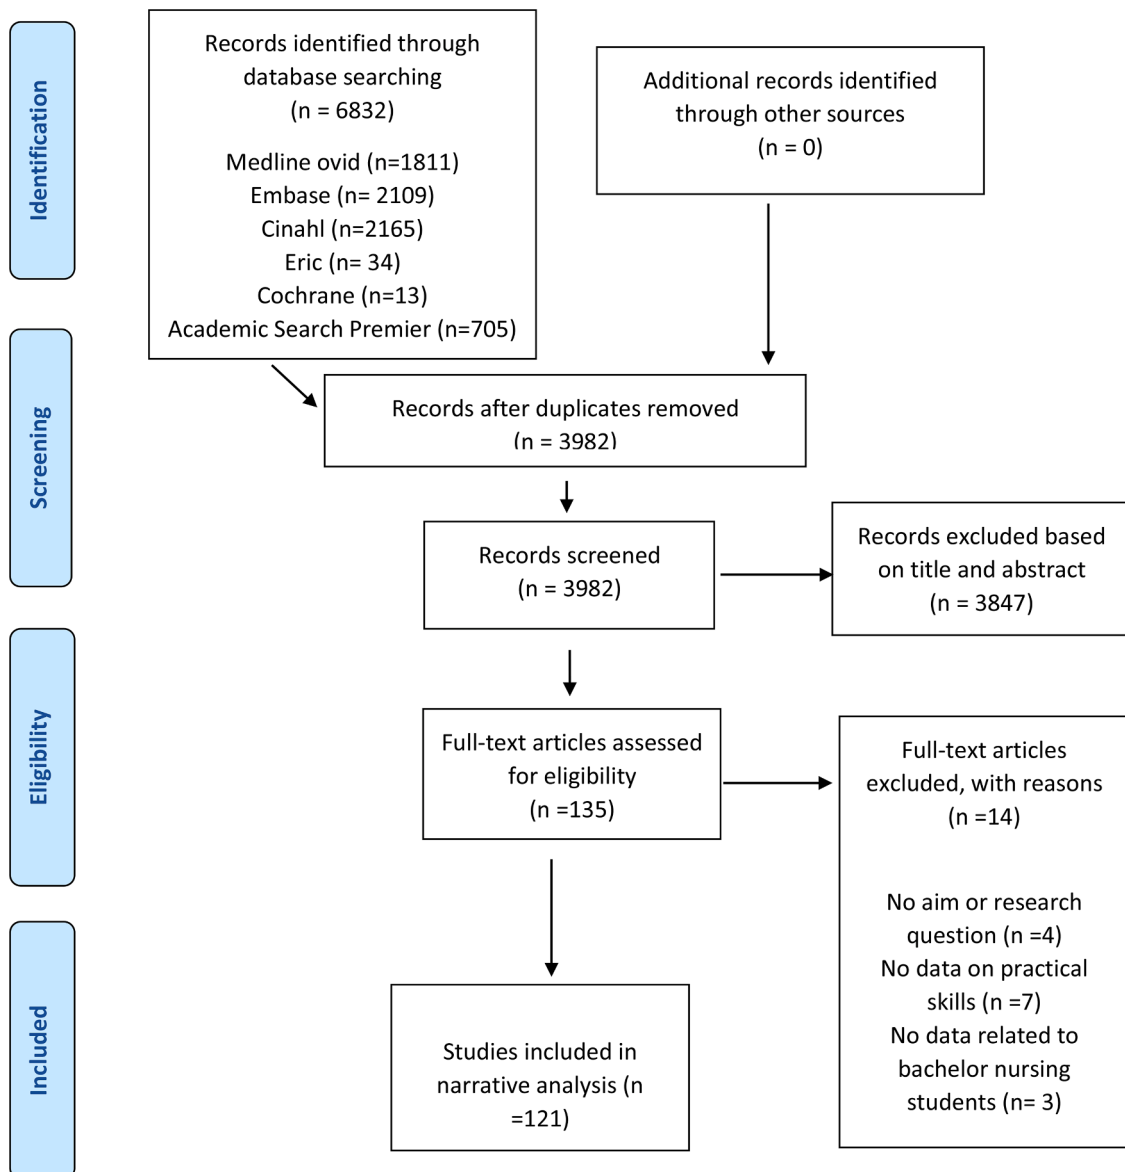 Identification
Records identified through
database searching
(n = 6832)
Medline ovid (n=1811)
Embase (n= 2109)
Cinahl (n=2165)
Eric (n= 34)
Cochrane (n=13)
Academic Search Premier (n=705)
Additional records identified
through other sources
(n = 0)
Screening
Records after duplicates removed
(n = 3982)
Records screened
(n = 3982)
Records excluded based
on title and abstract
(n = 3847)
Eligibility
Full-text articles assessed
for eligibility
(n =135)
Full-text articles
excluded, with reasons
(n =14)
No aim or research
question (n =4)
No data on practical
skills (n =7)
No data related to
bachelor nursing
students (n= 3)
Included
Studies included in
narrative analysis (n
=121)